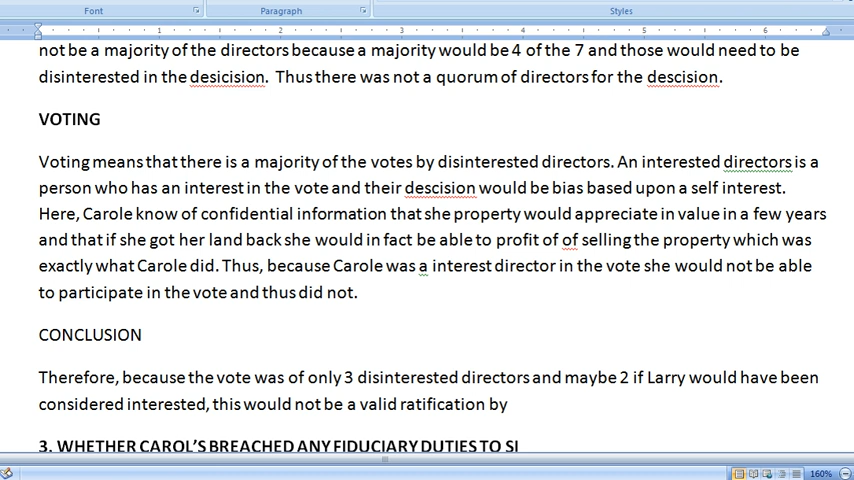 Font Paragraph Styles
1 2 3 4 5 6
not be a majority of the directors because a majority would be 4 of the 7 and those would need to be
disinterested in the desicision. Thus there was not a quorum of directors for the descision.
VOTING
Voting means that there is a majority of the votes by disinterested directors. An interested directors is a
person who has an interest in the vote and their descision would be bias based upon a self interest.
Here, Carole know of confidential information that she property would appreciate in value in a few years
and that if she got her land back she would in fact be able to profit of of selling the property which was
exactly what Carole did. Thus, because Carole was a interest director in the vote she would not be able
to participate in the vote and thus did not.
CONCLUSION
Therefore, because the vote was of only 3 disinterested directors and maybe 2 if Larry would have been
considered interested, this would not be a valid ratification by
3. WHETHER CAROL'S BREACHED ANY FIDUCIARY DUTIES TO SI
160%